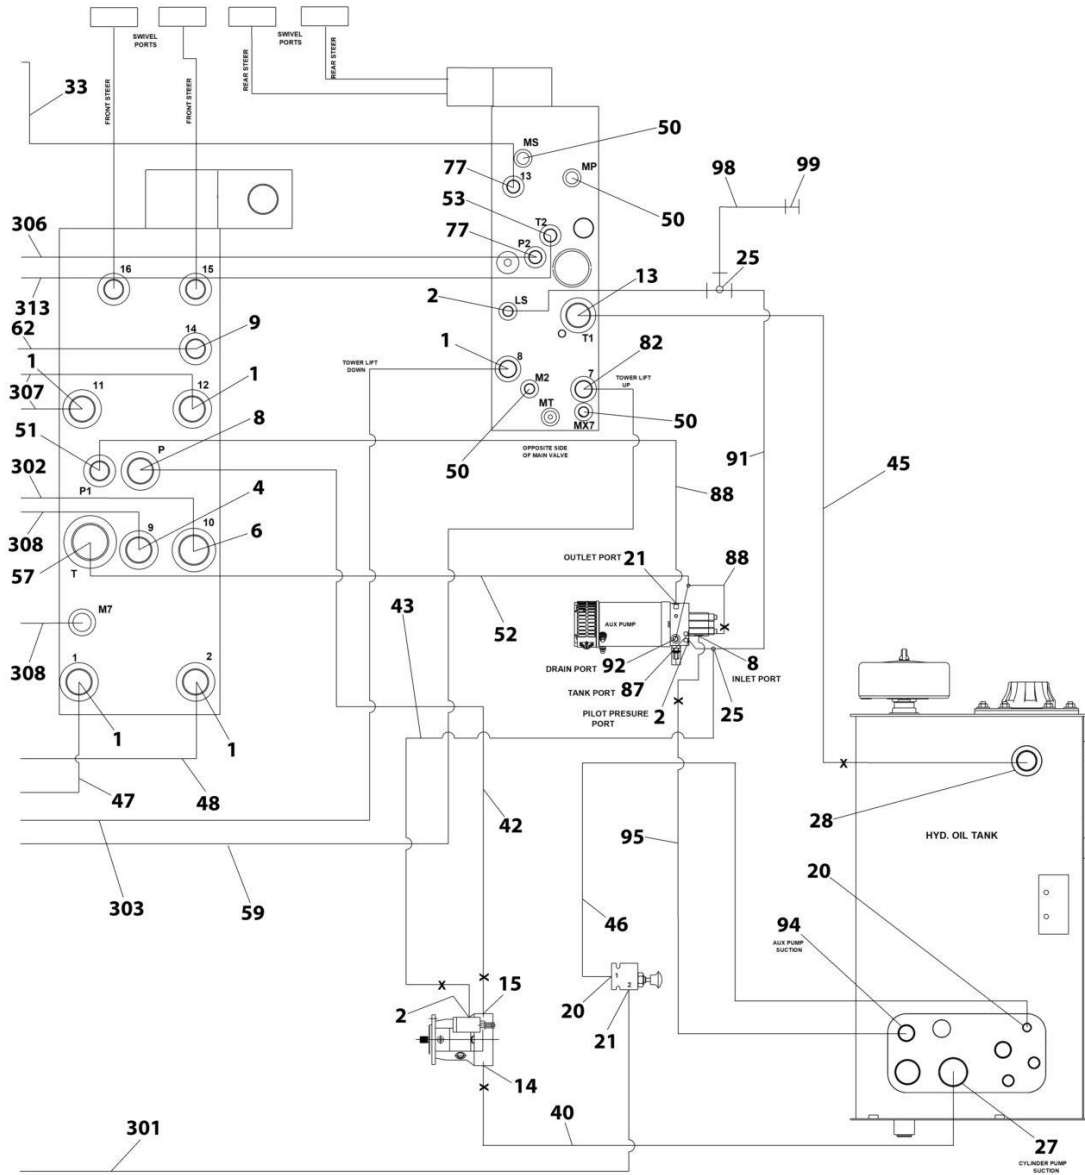 SWIVEL
PORTS
SWIVEL
PORTS
33
FRONT STEER
FRONT STEER
REAR STEER
REAR STEER
MS
50
77
13
MP
98
99
53
50
306
T2
77
P2
16
15
25
313
2
LS
13
62
14
9
T1
1
1
8
82
TOWER LIFT
DOWN
7
TOWER LIFT
UP
11
12
1
M2
307
8
MT
50
51
P
MX7
50
OPPOSITE SIDE
OF MAIN VALVE
91
45
302
P1
88
4
308
9
10
6
OUTLET PORT
21
88
57
T
43
52
AUX PUMP
X
M7
308
DRAIN PORT
92
8
INLET PORT
TANK PORT
87
1
2
X
2
25
PILOT PRESURE
PORT
1
1
X
47
48
42
28
95
HYD. OIL TANK
20
303
59
46
94
AUX PUMP
SUCTION
X
X
15
1
2
2
20
21
14
X
40
27
301
CYLINDER PUMP
SUCTION